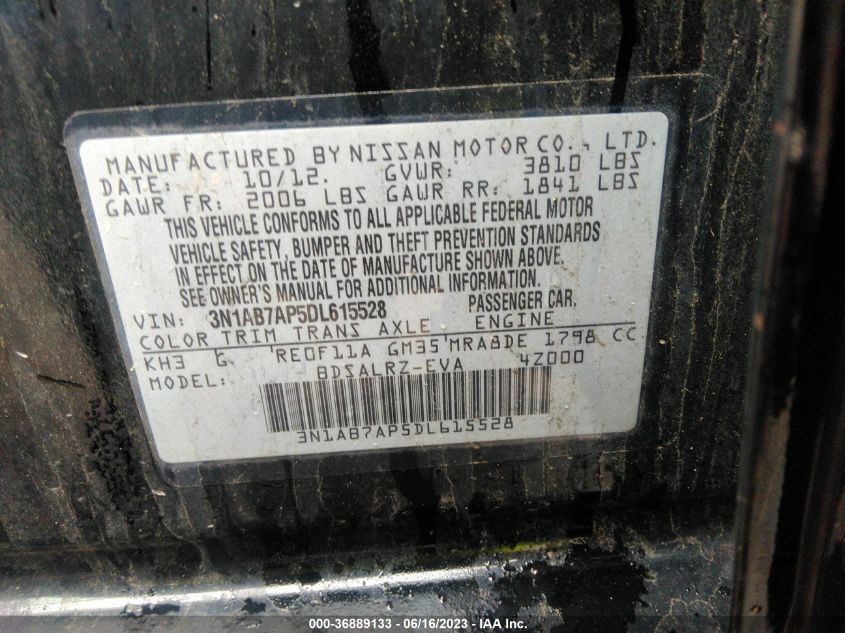 MANUFACTURED BY NISSAN MOTOR CO., LTD.
DATE: 10/12. GVWR: 3810 LBS
GAWR FR: 2006 LBS GAWR RR: 1841 LBS
THIS VEHICLE CONFORMS TO ALL APPLICABLE FEDERAL MOTOR
VEHICLE SAFETY, BUMPER AND THEFT PREVENTION STANDARDS
IN EFFECT ON THE DATE OF MANUFACTURE SHOWN ABOVE.
SEE OWNER'S MANUAL FOR ADDITIONAL INFORMATION.
VIN: 3N1AB7AP5DL615528 PASSENGER CAR.
COLOR TRIM TRANS AXLE ENGINE
KH3 G RE0F11A GM35 MRA8DE 1798 CC
MODEL: BDSALRZ-EVA 4Z000
3N1AB7AP5DL615528
000-36889133 - 06/16/2023 - IAAI, Inc.